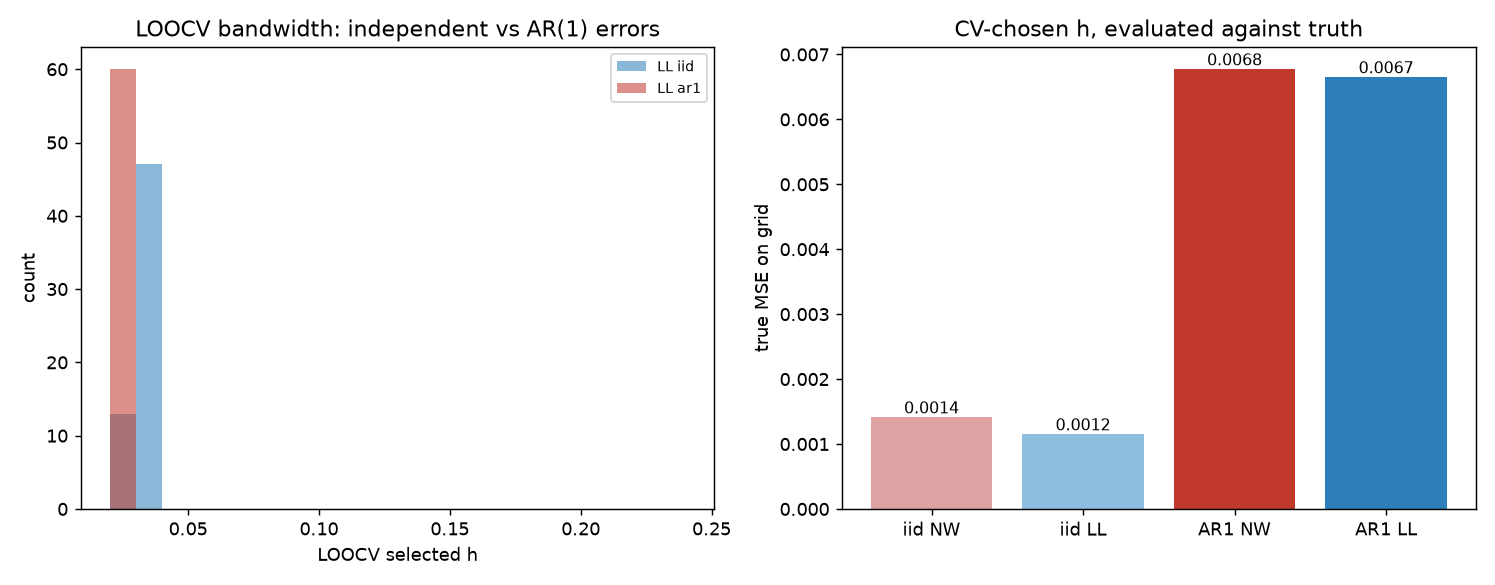 LOOCV bandwidth: independent vs AR(1) errors
LL iid
LL ar1
60
50
40
30
20
10
0
count
0.05
0.10
0.15
0.20
0.25
LOOCV selected h
CV-chosen h, evaluated against truth
0.007
0.006
0.005
0.004
0.003
0.002
0.001
0.000
true MSE on grid
0.0014
0.0012
0.0068
0.0067
iid NW
iid LL
AR1 NW
AR1 LL